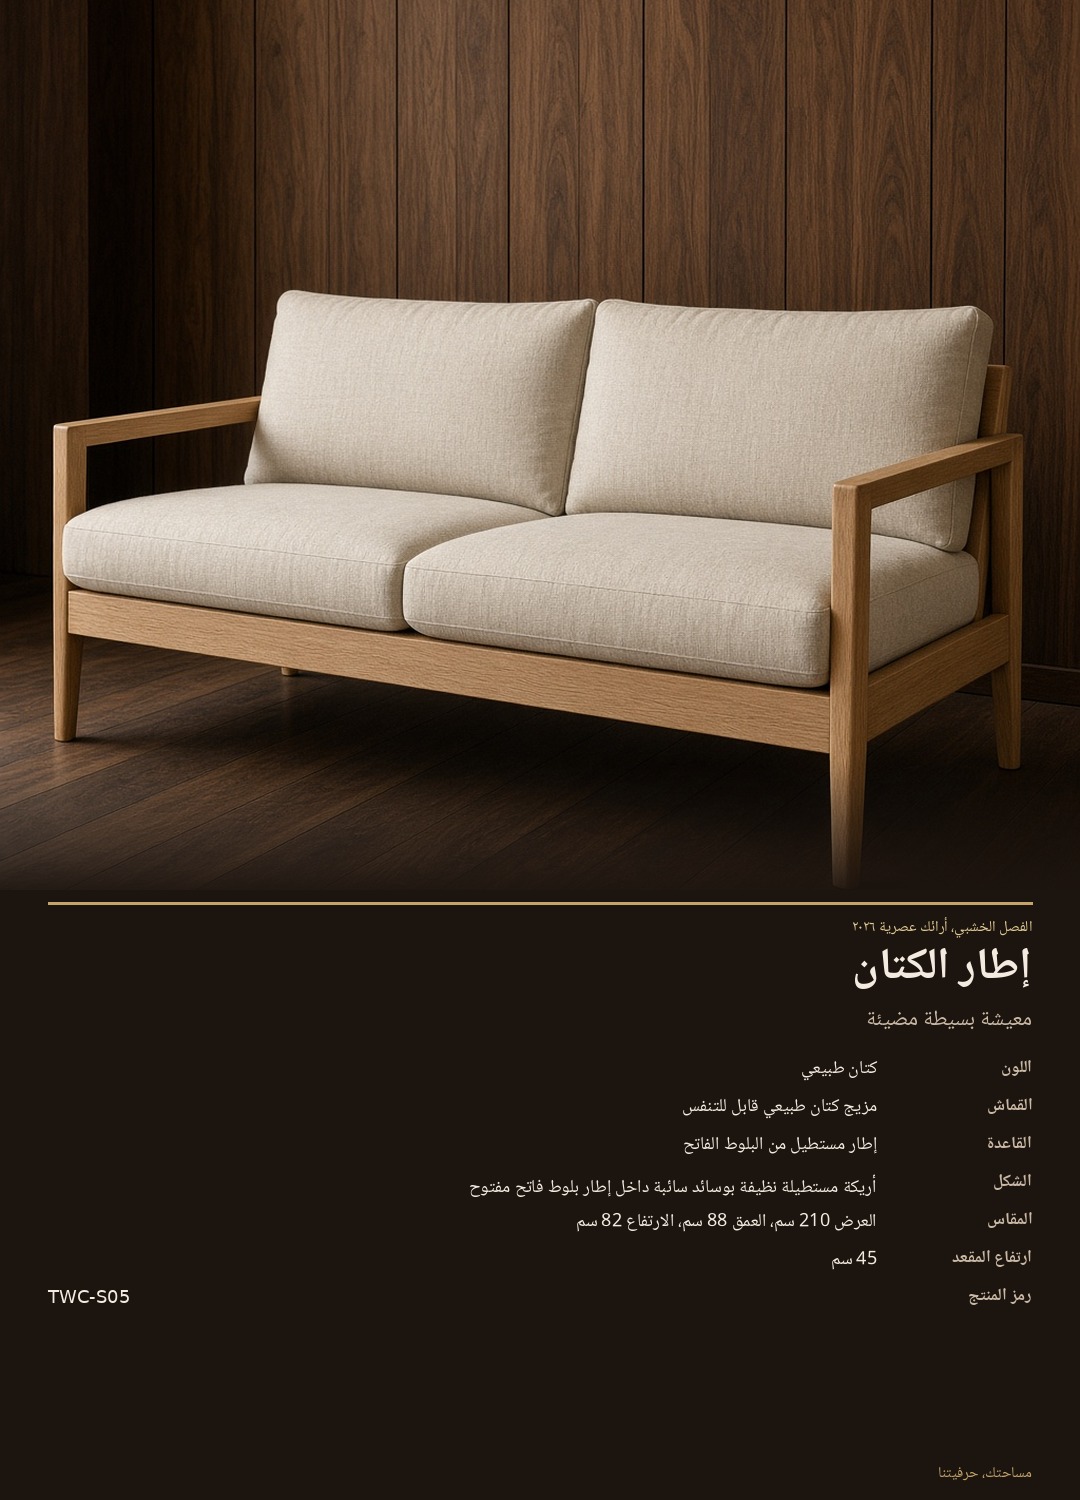 الفصل الخشبي، أرائك عصرية ٢٠٢٦
إطار الكتان
معيشة بسيطة مضيئة
اللون كتان طبيعي
القماش مزيج كتان طبيعي قابل للتنفس
القاعدة إطار مستطيل من البلوط الفاتح
الشكل أريكة مستطيلة نظيفة بوسائد سائبة داخل إطار بلوط فاتح مفتوح
المقاس العرض 210 سم، العمق 88 سم، الارتفاع 82 سم
ارتفاع المقعد 45 سم
رمز المنتج TWC-S05
مساحتك، حرفيتنا